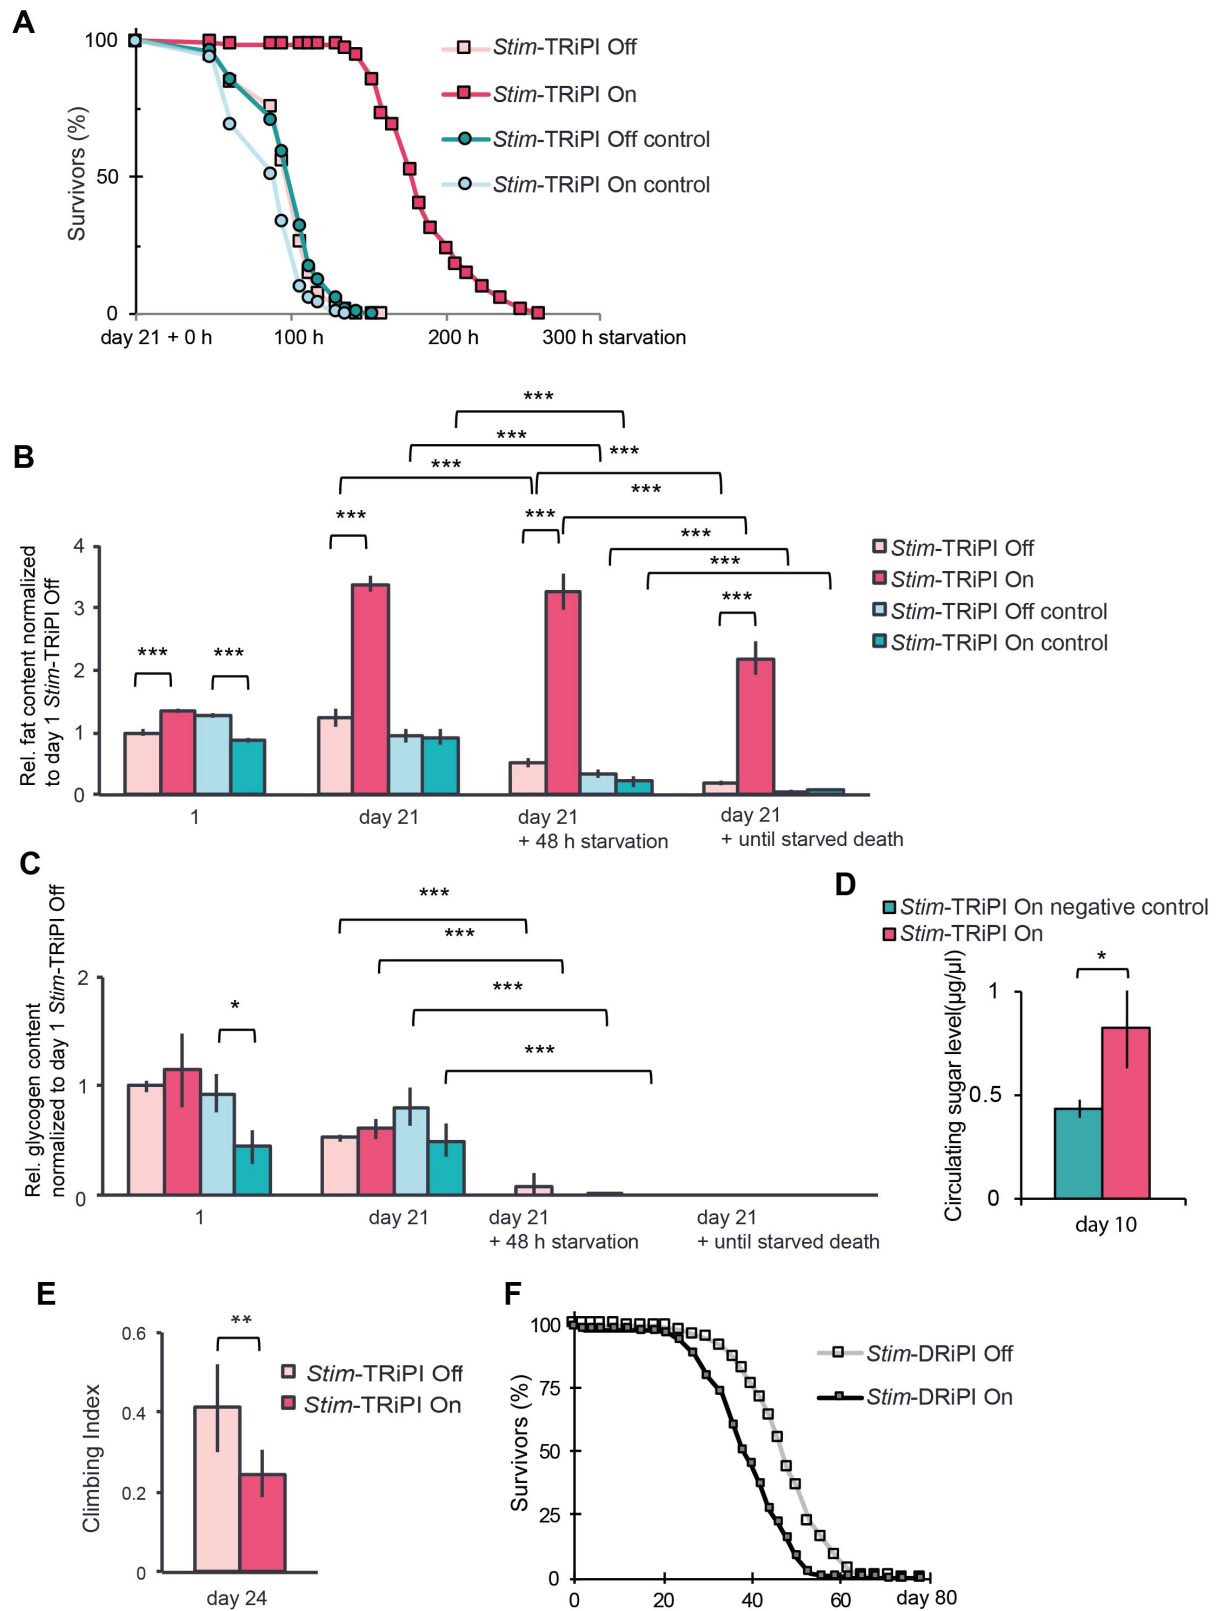 A
100
50
0
Survivors (%)
day 21 + 0 h
100 h
200 h
300 h starvation
Stim-TRiPI Off
Stim-TRiPI On
Stim-TRiPI Off control
Stim-TRiPI On control
B
***
***
***
***
***
***
***
***
***
***
***
***
***
4
3
2
1
0
Rel. fat content normalized
to day 1 Stim-TRiPI Off
1
day 21
day 21
+ 48 h starvation
day 21
+ until starved death
Stim-TRiPI Off
Stim-TRiPI On
Stim-TRiPI Off control
Stim-TRiPI On control
C
***
***
***
***
*
2
1
0
Rel. glycogen content
normalized to day 1 Stim-TRiPI Off
1
day 21
day 21
+ 48 h starvation
day 21
+ until starved death
D
Stim-TRiPI On negative control
Stim-TRiPI On
*
1
0.5
0
Circulating sugar level(µg/µl)
day 10
E
**
0.6
0.4
0.2
0
Climbing Index
day 24
Stim-TRiPI Off
Stim-TRiPI On
F
100
75
50
25
0
Survivors (%)
0
20
40
60
day 80
Stim-DRiPI Off
Stim-DRiPI On